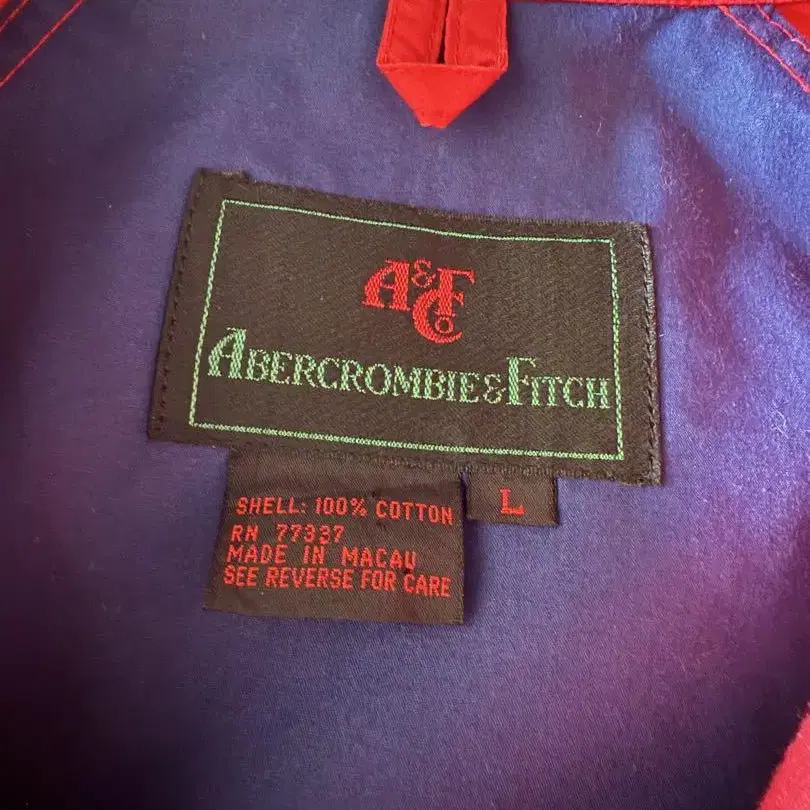 A&F
Co
ABERCROMBIE & FITCH
L
SHELL: 100% COTTON
RN 77337
MADE IN MACAU
SEE REVERSE FOR CARE